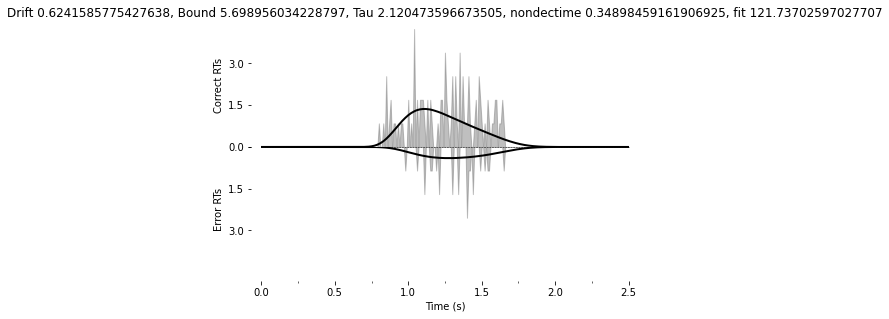 Drift 0.6241585775427638, Bound 5.698956034228797, Tau 2.120473596673505, nondectime 0.34898459161906925, fit 121.73702597027707
Correct RTs
3.0
1.5
0.0
Error RTs
1.5
3.0
0.0 0.5 1.0 1.5 2.0 2.5
Time (s)